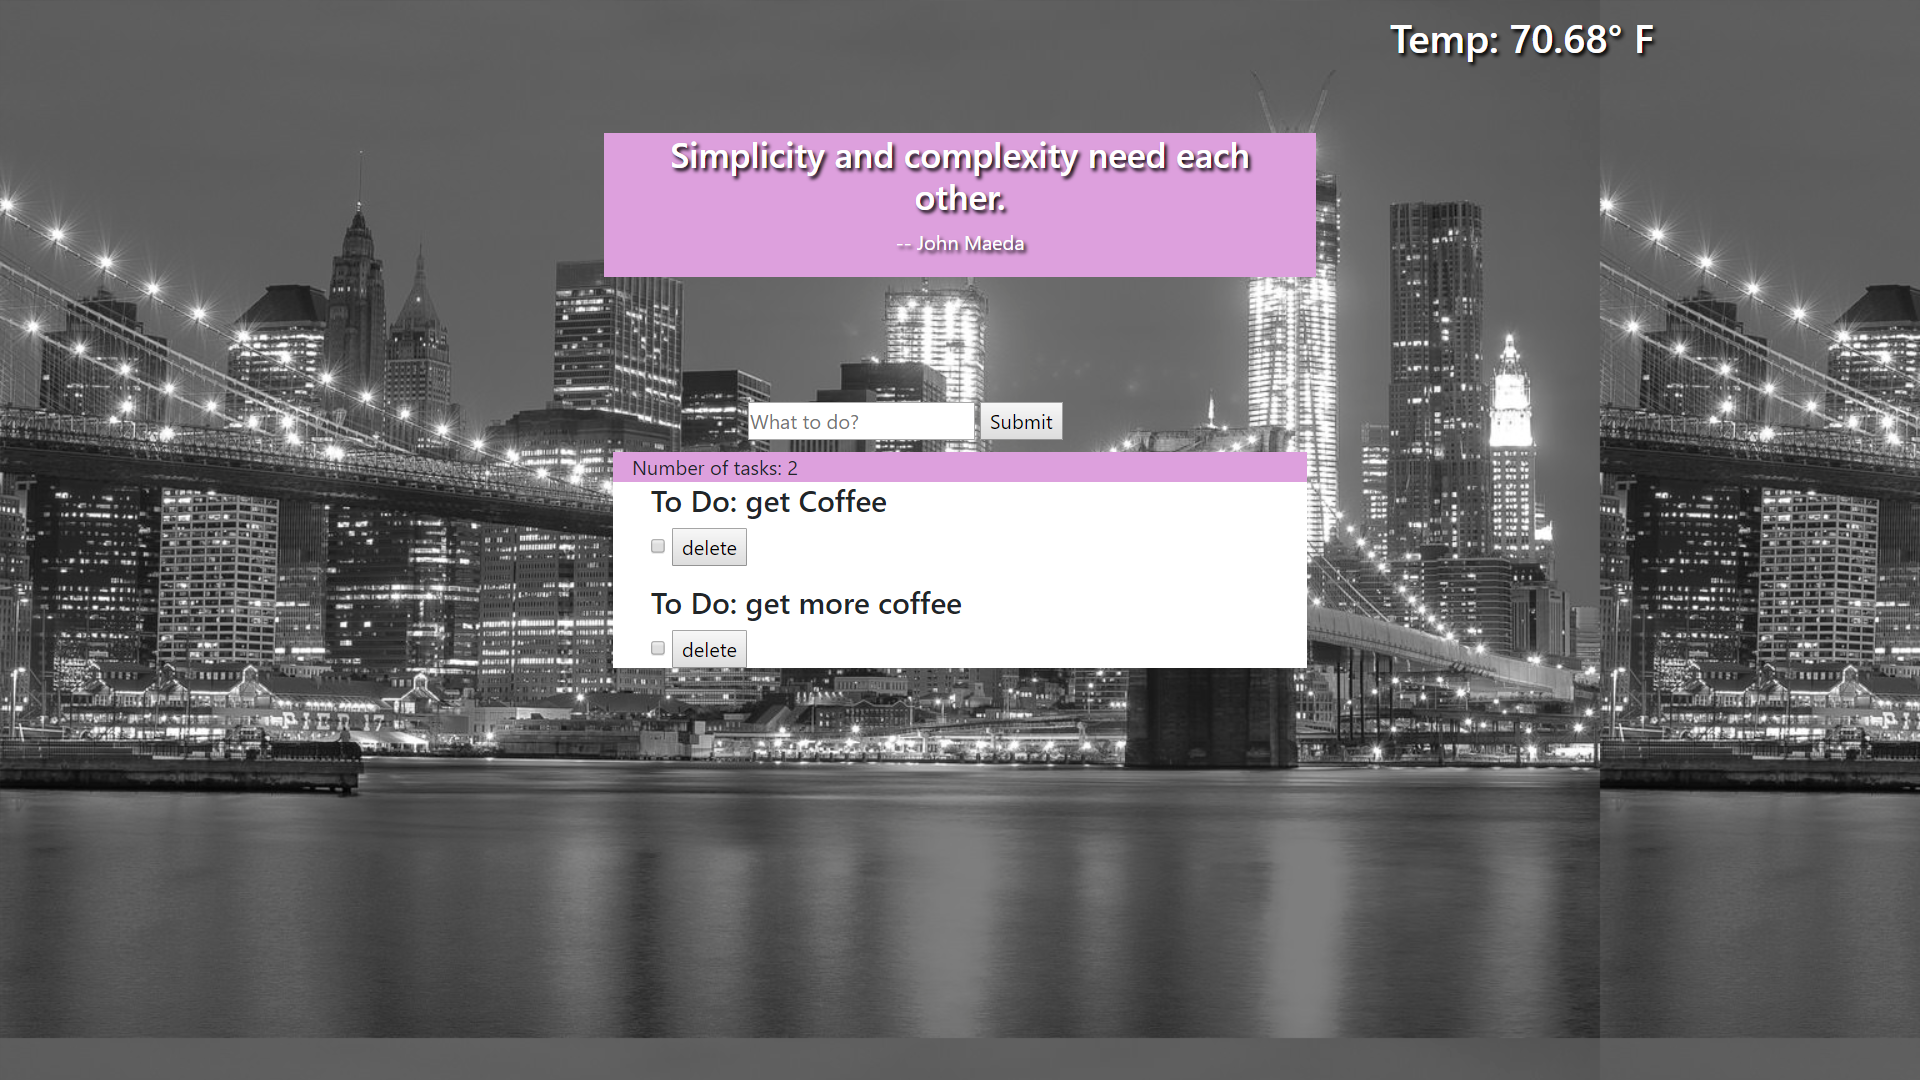 Temp: 70.68° F
Simplicity and complexity need each
other.
-- John Maeda
What to do?
Submit
Number of tasks: 2
To Do: get Coffee
delete
To Do: get more coffee
delete
PIER 17